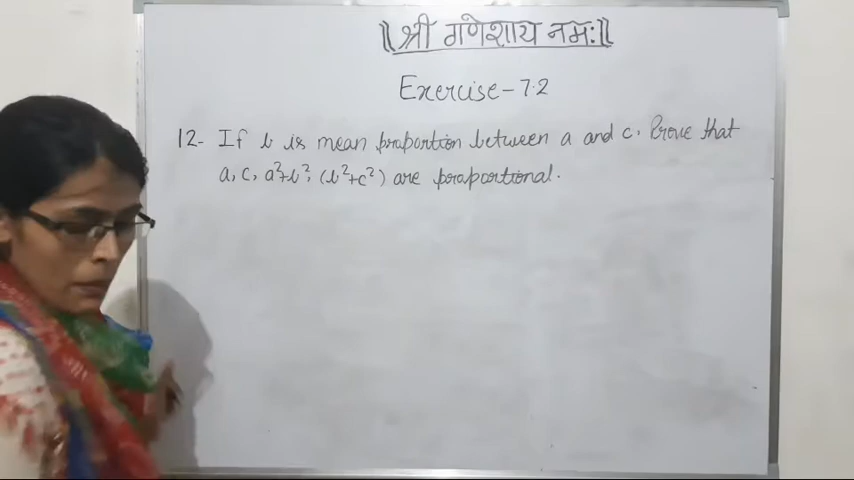 ॥श्री गणेशाय नमः॥
Exercise-7.2
12- If b is mean proportion between a and c. Prove that
a, c, a²+b², (b²+c²) are proportional.